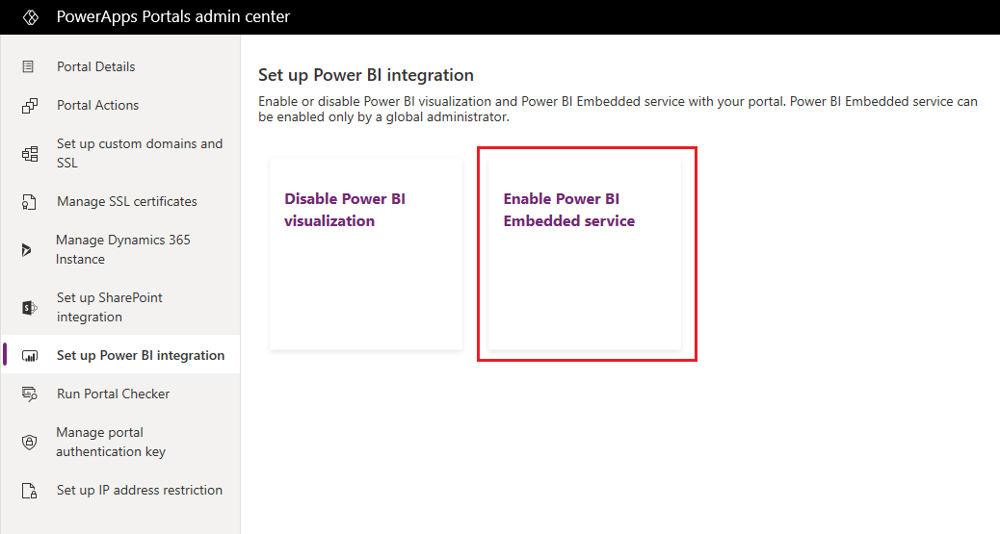 PowerApps Portals admin center
Portal Details
Portal Actions
Set up custom domains and
SSL
Manage SSL certificates
Manage Dynamics 365
Instance
Set up SharePoint
integration
Set up Power BI integration
Run Portal Checker
Manage portal
authentication key
Set up IP address restriction
Set up Power BI integration
Enable or disable Power BI visualization and Power BI Embedded service with your portal. Power BI Embedded service can
be enabled only by a global administrator.
Disable Power BI
visualization
Enable Power BI
Embedded service